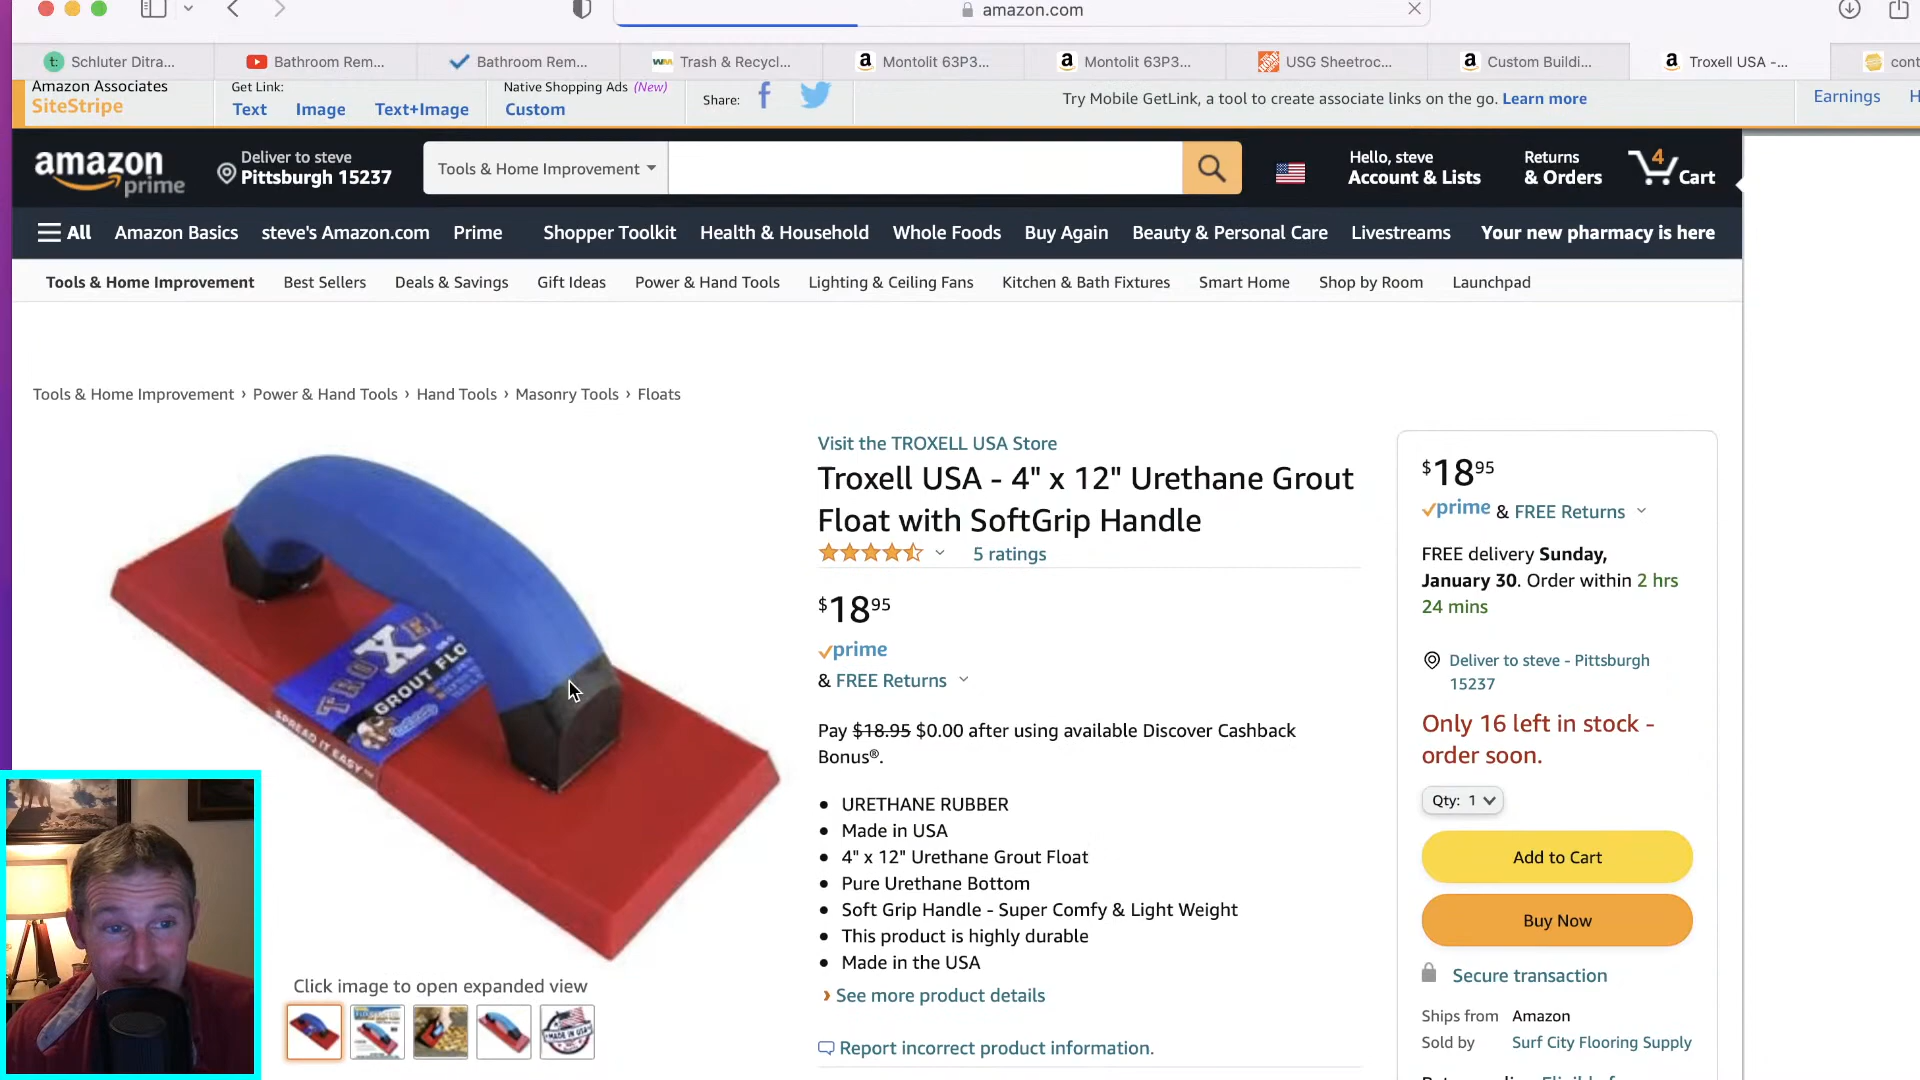 amazon.com
Schluter Ditra...
Bathroom Rem...
Bathroom Rem...
Trash & Recycl...
Montolit 63P3...
Montolit 63P3...
USG Sheetroc...
Custom Buildi...
Troxell USA -...
cont
Amazon Associates
SiteStripe
Get Link:
Text Image Text+Image
Native Shopping Ads (New)
Custom
Share:
Try Mobile GetLink, a tool to create associate links on the go. Learn more
Earnings H
amazon
prime
Deliver to steve
Pittsburgh 15237
Tools & Home Improvement
Hello, steve
Account & Lists
Returns
& Orders
4
Cart
All Amazon Basics steve's Amazon.com Prime Shopper Toolkit Health & Household Whole Foods Buy Again Beauty & Personal Care Livestreams Your new pharmacy is here
Tools & Home Improvement Best Sellers Deals & Savings Gift Ideas Power & Hand Tools Lighting & Ceiling Fans Kitchen & Bath Fixtures Smart Home Shop by Room Launchpad
Tools & Home Improvement › Power & Hand Tools › Hand Tools › Masonry Tools › Floats
GROUT FLO
SPREAD IT EASY
Click image to open expanded view
Visit the TROXELL USA Store
Troxell USA - 4" x 12" Urethane Grout
Float with SoftGrip Handle
5 ratings
$1895
prime
& FREE Returns
Pay $18.95 $0.00 after using available Discover Cashback
Bonus®.
• URETHANE RUBBER
• Made in USA
• 4" x 12" Urethane Grout Float
• Pure Urethane Bottom
• Soft Grip Handle - Super Comfy & Light Weight
• This product is highly durable
• Made in the USA
› See more product details
Report incorrect product information.
$1895
prime & FREE Returns
FREE delivery Sunday,
January 30. Order within 2 hrs
24 mins
Deliver to steve - Pittsburgh
15237
Only 16 left in stock -
order soon.
Qty: 1
Add to Cart
Buy Now
Secure transaction
Ships from Amazon
Sold by Surf City Flooring Supply